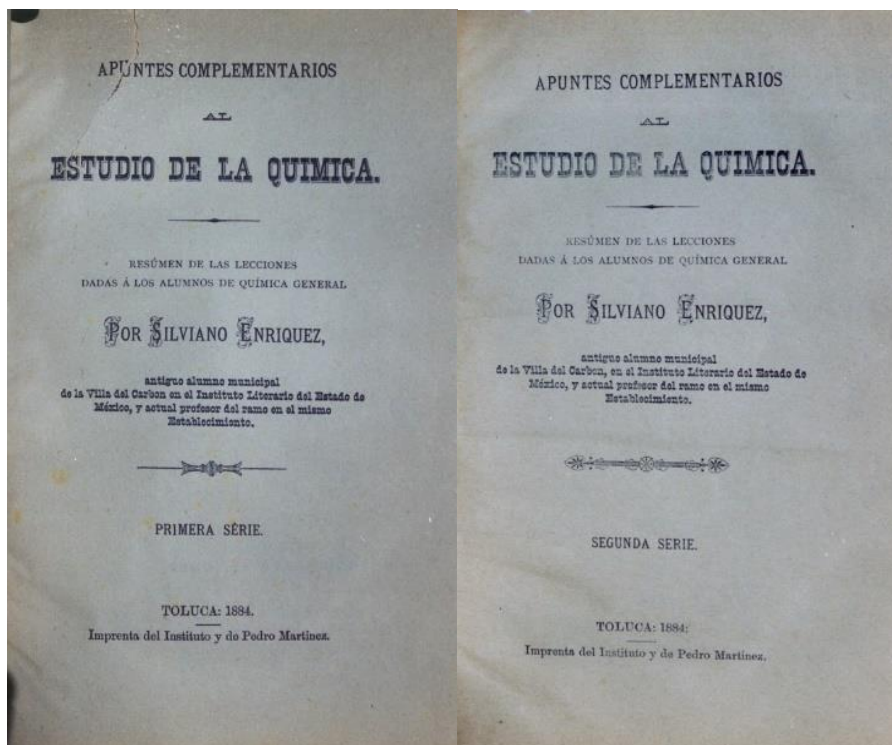 APUNTES COMPLEMENTARIOS
AL
ESTUDIO DE LA QUIMICA.
RESÚMEN DE LAS LECCIONES
DADAS Á LOS ALUMNOS DE QUÍMICA GENERAL
POR SILVIANO ENRIQUEZ,
antiguo alumno municipal
de la Villa del Carbon en el Instituto Literario del Estado de
México, y actual profesor del ramo en el mismo
Establecimiento.
PRIMERA SÉRIE.
TOLUCA: 1884.
Imprenta del Instituto y de Pedro Martinez.
APUNTES COMPLEMENTARIOS
AL
ESTUDIO DE LA QUIMICA.
RESÚMEN DE LAS LECCIONES
DADAS Á LOS ALUMNOS DE QUÍMICA GENERAL
POR SILVIANO ENRIQUEZ,
antiguo alumno municipal
de la Villa del Carbon, en el Instituto Literario del Estado de
México, y actual profesor del ramo en el mismo
Establecimiento.
SEGUNDA SERIE.
TOLUCA: 1884:
Imprenta del Instituto y de Pedro Martinez.